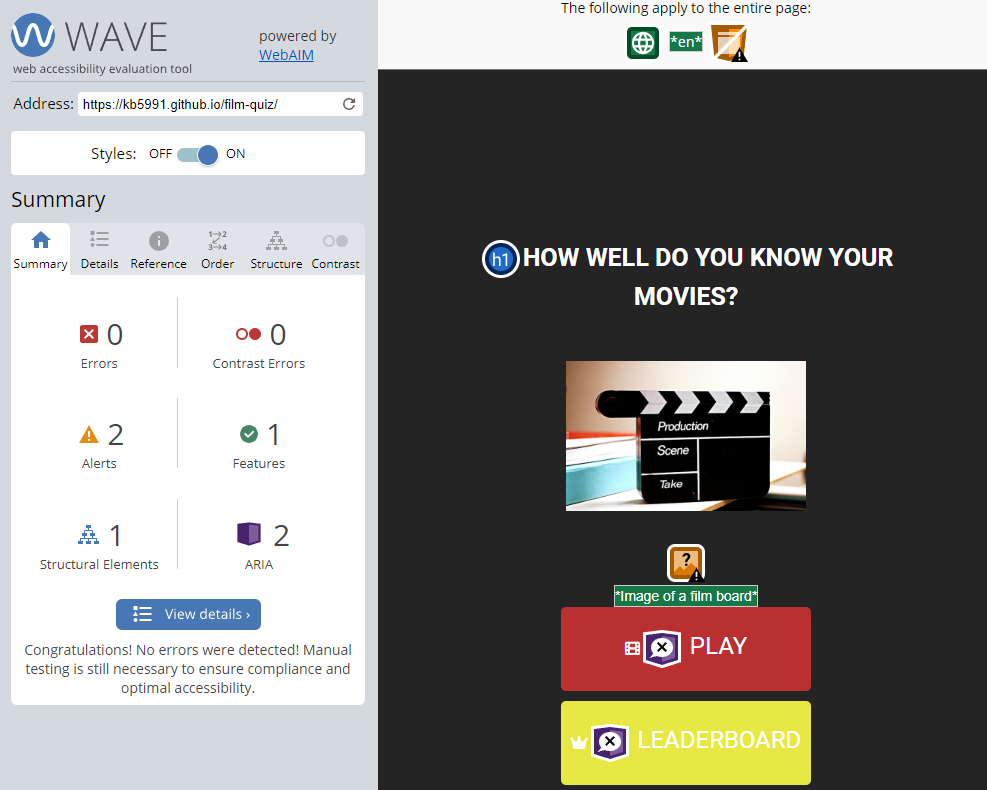 WAVE
web accessibility evaluation tool
powered by
WebAIM
Address: https://kb5991.github.io/film-quiz/
Styles: OFF ON
Summary
Summary Details Reference Order Structure Contrast
0
Errors
0
Contrast Errors
2
Alerts
1
Features
1
Structural Elements
2
ARIA
View details ›
Congratulations! No errors were detected! Manual
testing is still necessary to ensure compliance and
optimal accessibility.
The following apply to the entire page:
*en*
h1 HOW WELL DO YOU KNOW YOUR
MOVIES?
Production
Scene
Take
*Image of a film board*
PLAY
LEADERBOARD